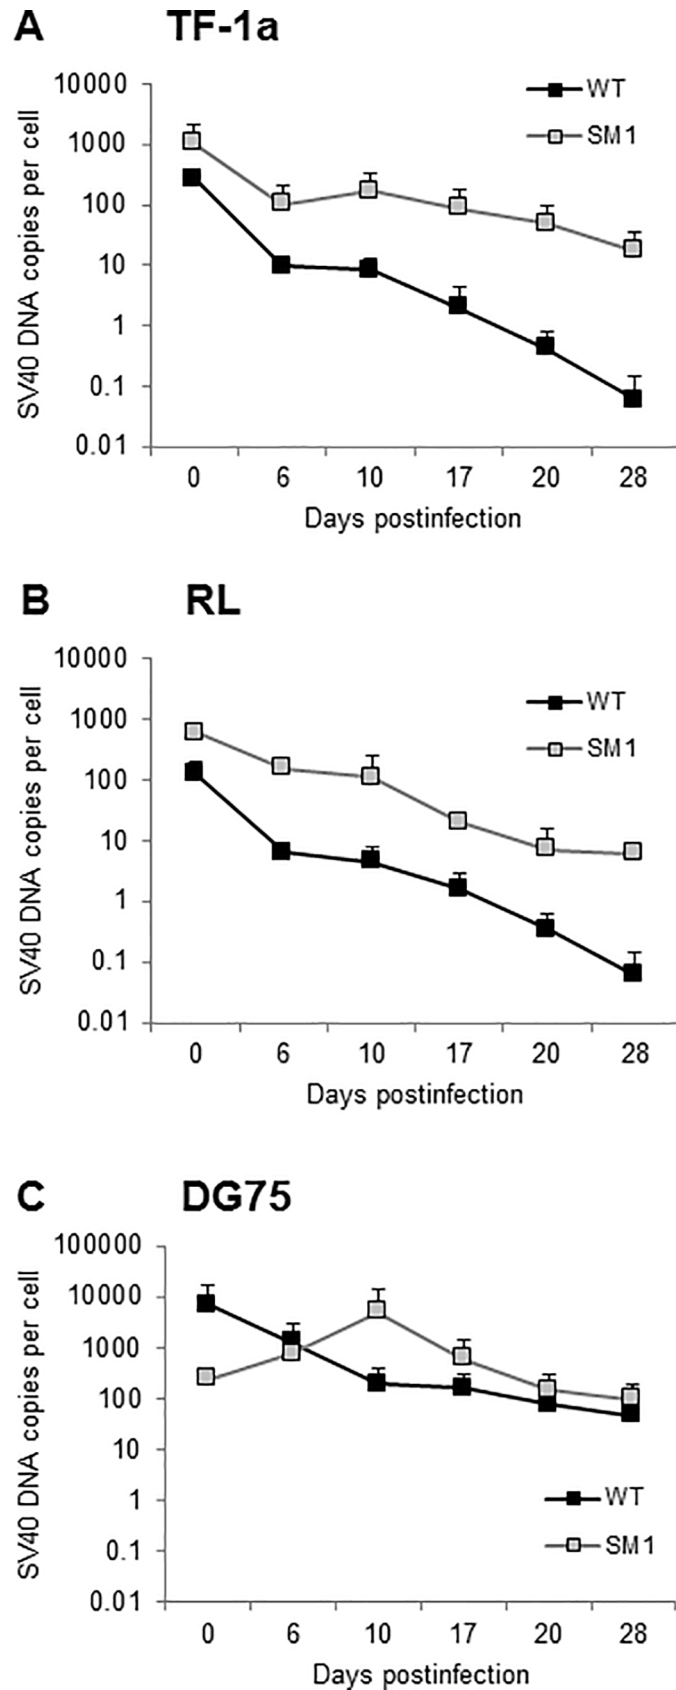 A TF-1a
10000
1000
100
10
1
0.1
0.01
SV40 DNA copies per cell
WT
SM1
0 6 10 17 20 28
Days postinfection
B RL
10000
1000
100
10
1
0.1
0.01
SV40 DNA copies per cell
WT
SM1
0 6 10 17 20 28
Days postinfection
C DG75
100000
10000
1000
100
10
1
0.1
0.01
SV40 DNA copies per cell
WT
SM1
0 6 10 17 20 28
Days postinfection